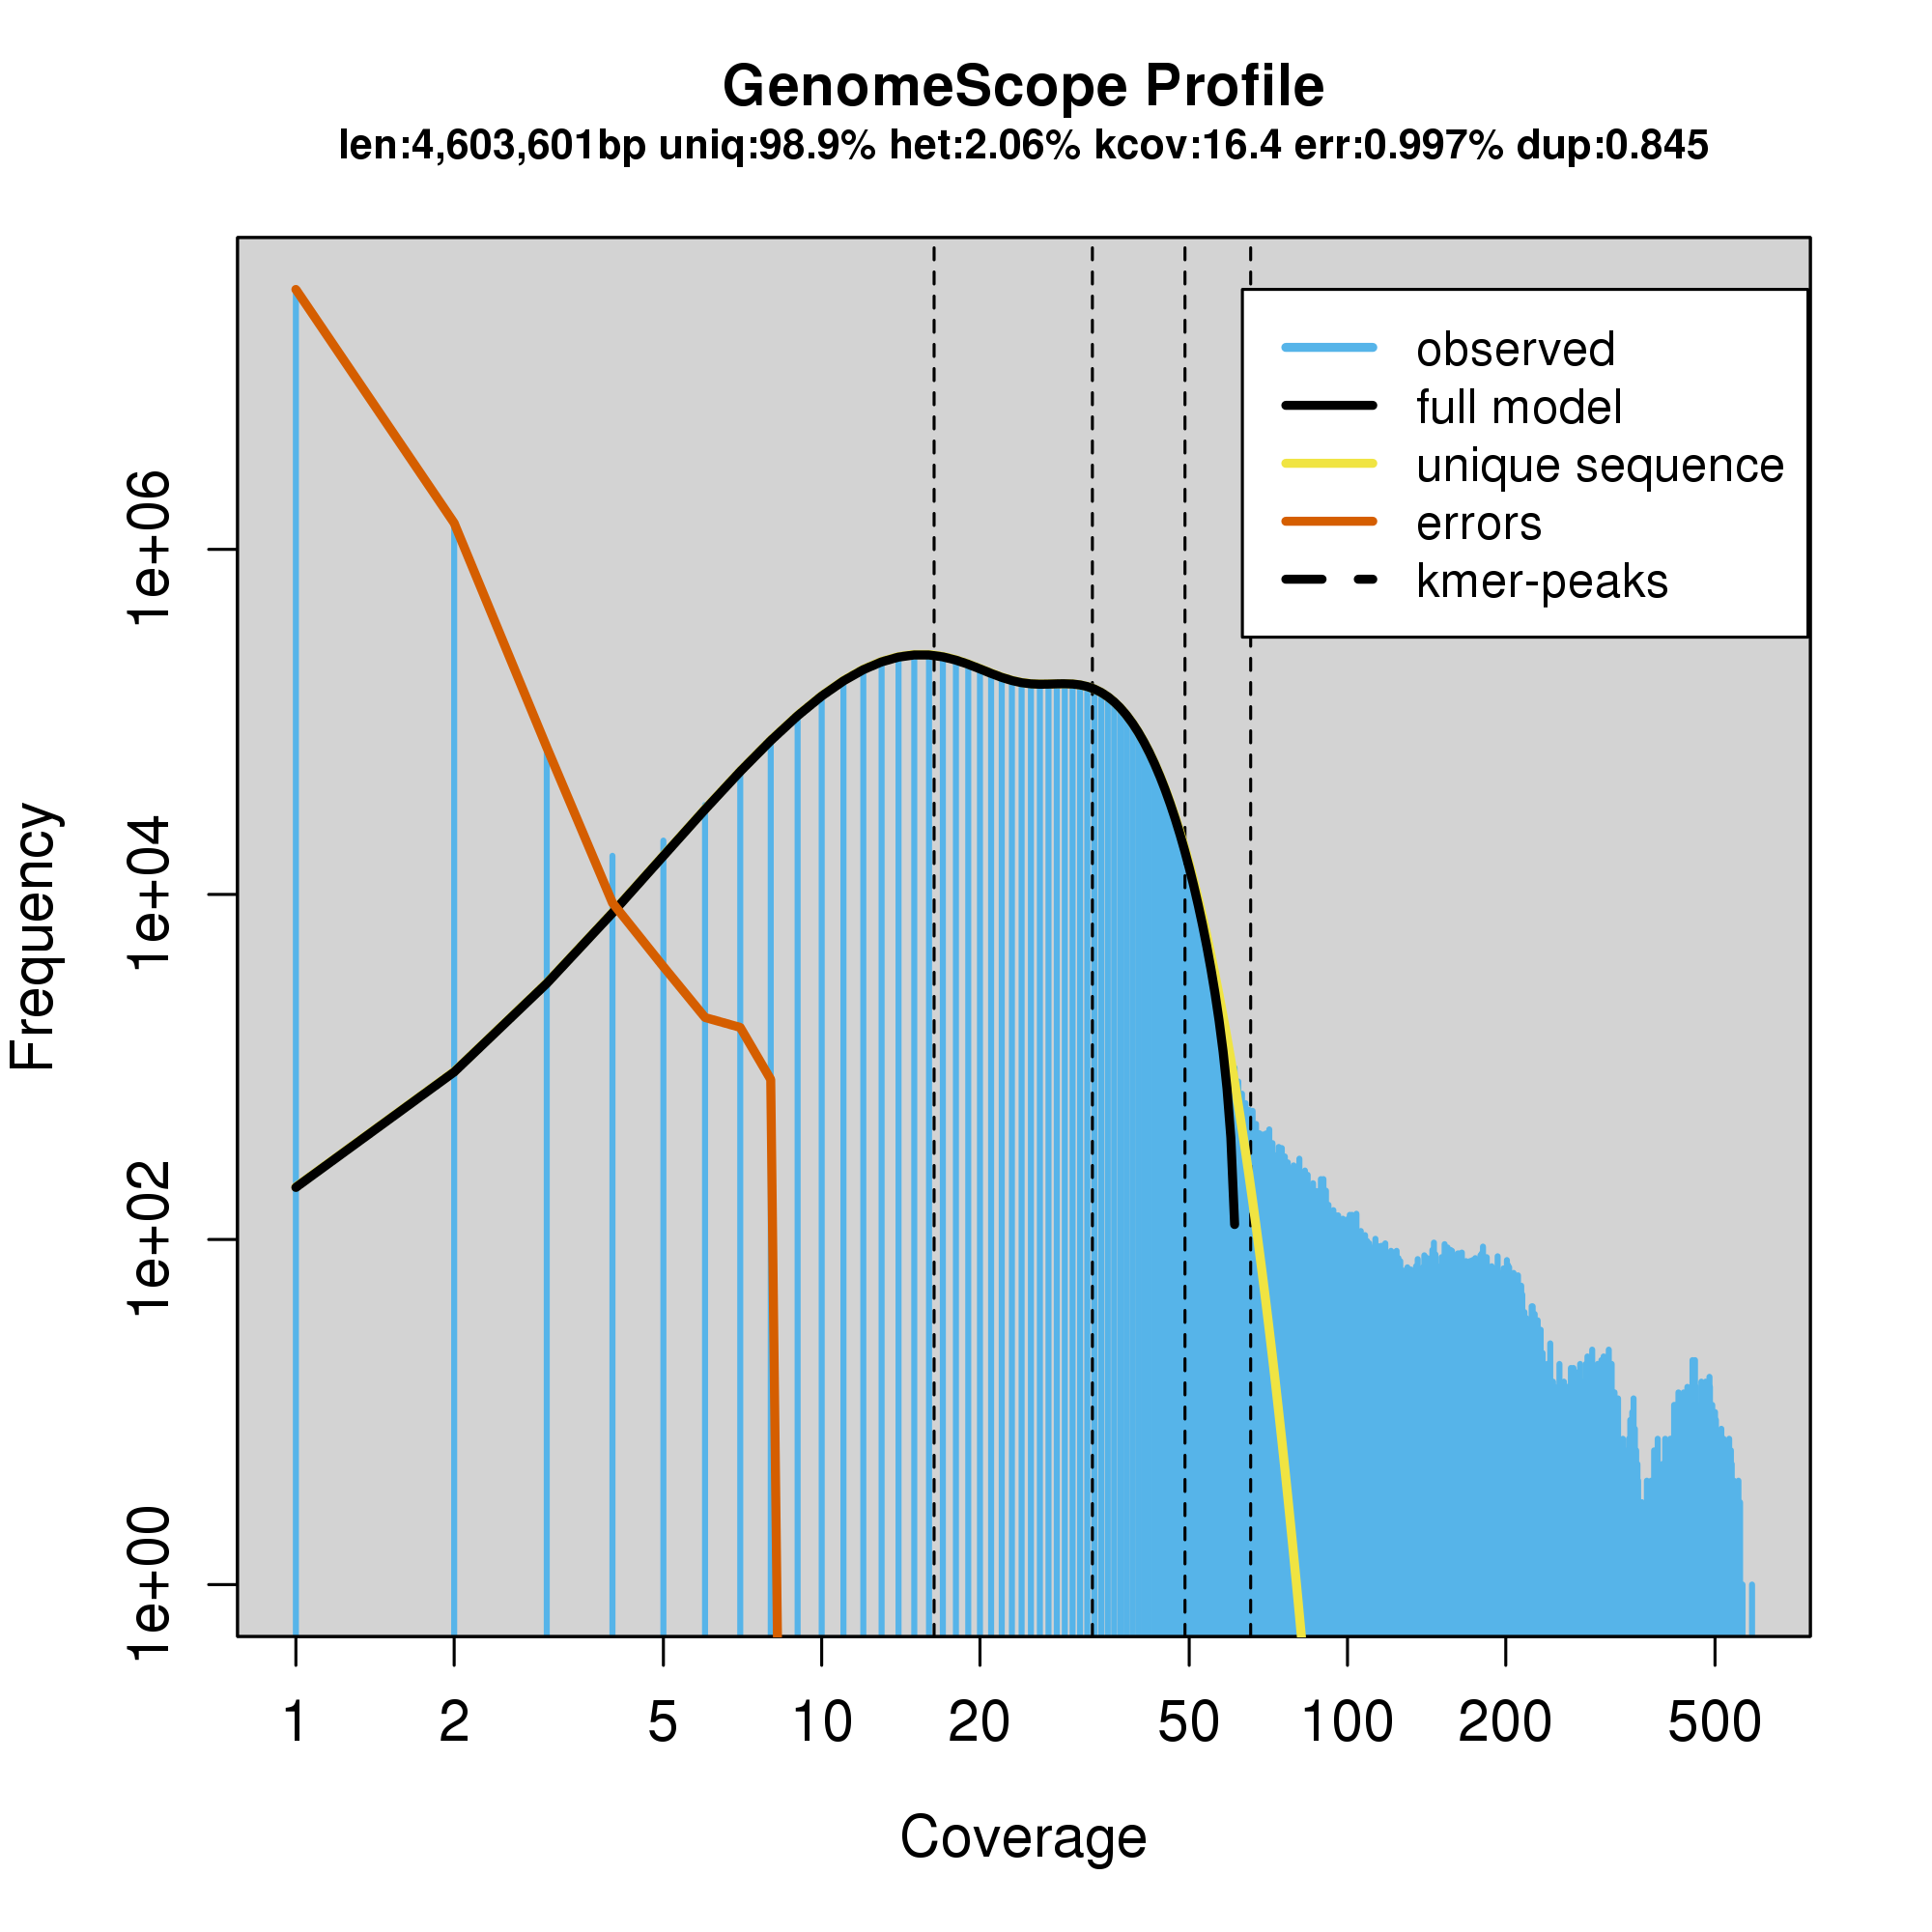 GenomeScope Profile
len:4,603,601bp uniq:98.9% het:2.06% kcov:16.4 err:0.997% dup:0.845
observed
full model
unique sequence
errors
kmer-peaks
Frequency
1e+06
1e+04
1e+02
1e+00
1 2 5 10 20 50 100 200 500
Coverage